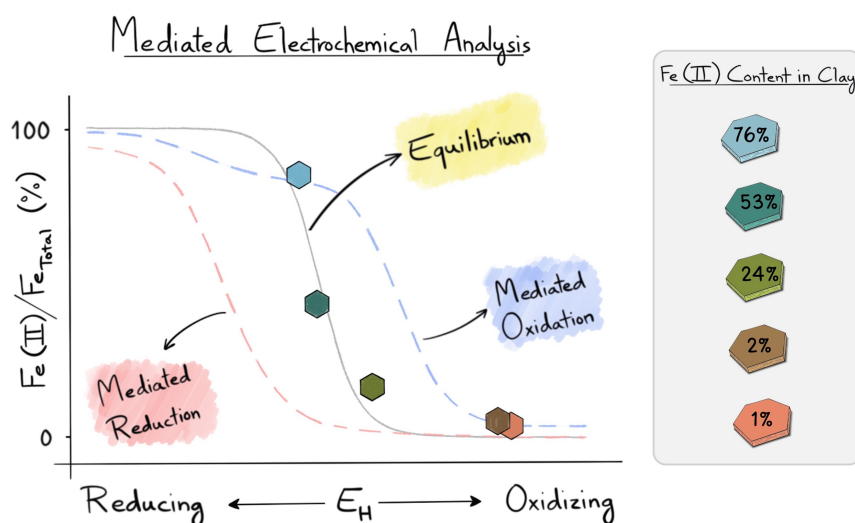 Mediated Electrochemical Analysis
100
0
Fe(II)/Fe Total (%)
Equilibrium
Mediated
Oxidation
Mediated
Reduction
Reducing
E H
Oxidizing
Fe(II) Content in Clay
76%
53%
24%
2%
1%